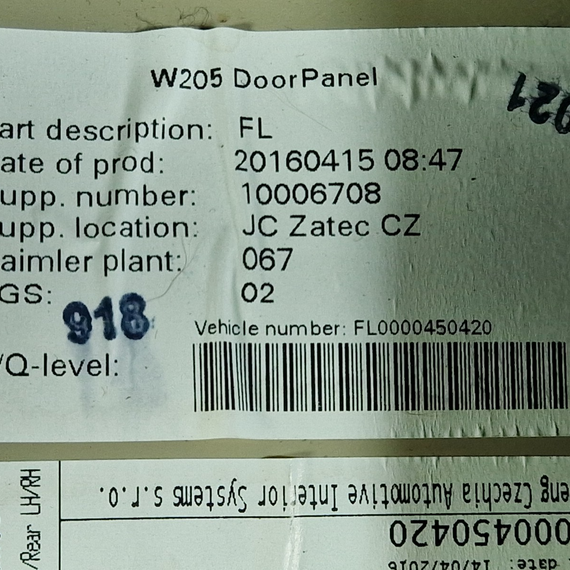 W205 DoorPanel
921
art description: FL
ate of prod: 20160415 08:47
upp. number: 10006708
upp. location: JC Zatec CZ
aimler plant: 067
GS: 02
918
Vehicle number: FL0000450420
/Q-level:
eng Czechia Automotive Interior Systems s.r.o.
/Rear LH/RH
000450420
date: 14/04/2016